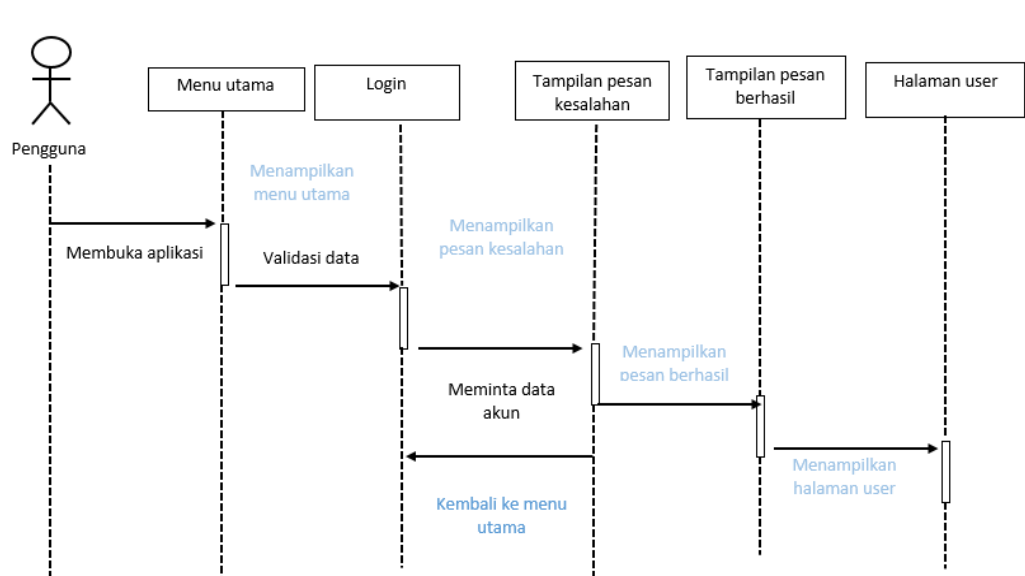 Menu utama
Login
Tampilan pesan
kesalahan
Tampilan pesan
berhasil
Halaman user
Pengguna
Menampilkan
menu utama
Membuka aplikasi
Validasi data
Menampilkan
pesan kesalahan
Meminta data
akun
Menampilkan
pesan berhasil
Kembali ke menu
utama
Menampilkan
halaman user